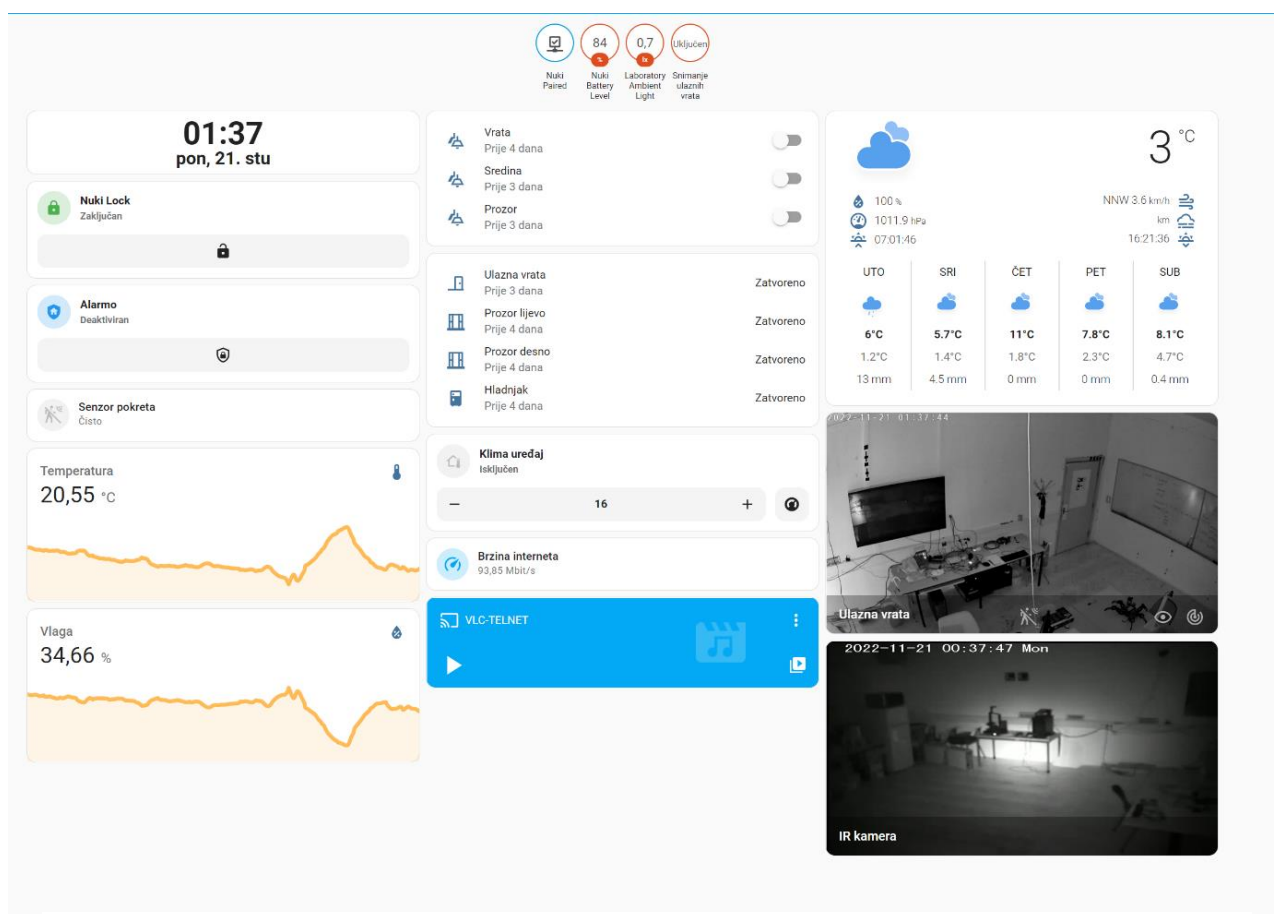 84
%
0,7
lx
Uključen
Nuki
Paired
Nuki
Battery
Level
Laboratory
Ambient
Light
Snimanje
ulaznih
vrata
01:37
pon, 21. stu
Nuki Lock
Zaključan
Alarmo
Deaktiviran
Senzor pokreta
Čisto
Temperatura
20,55 °C
Vlaga
34,66 %
Vrata
Prije 4 dana
Sredina
Prije 3 dana
Prozor
Prije 3 dana
Ulazna vrata
Prije 3 dana
Zatvoreno
Prozor lijevo
Prije 4 dana
Zatvoreno
Prozor desno
Prije 4 dana
Zatvoreno
Hladnjak
Prije 4 dana
Zatvoreno
Klima uređaj
Isključen
− 16 +
Brzina interneta
93,85 Mbit/s
VLC-TELNET
3 °C
100 %
NNW 3.6 km/h
1011.9 hPa
km
07:01:46
16:21:36
UTO SRI ČET PET SUB
6°C 5.7°C 11°C 7.8°C 8.1°C
1.2°C 1.4°C 1.8°C 2.3°C 4.7°C
13 mm 4.5 mm 0 mm 0 mm 0.4 mm
2022-11-21 01:37:44
Ulazna vrata
2022-11-21 00:37:47 Mon
IR kamera